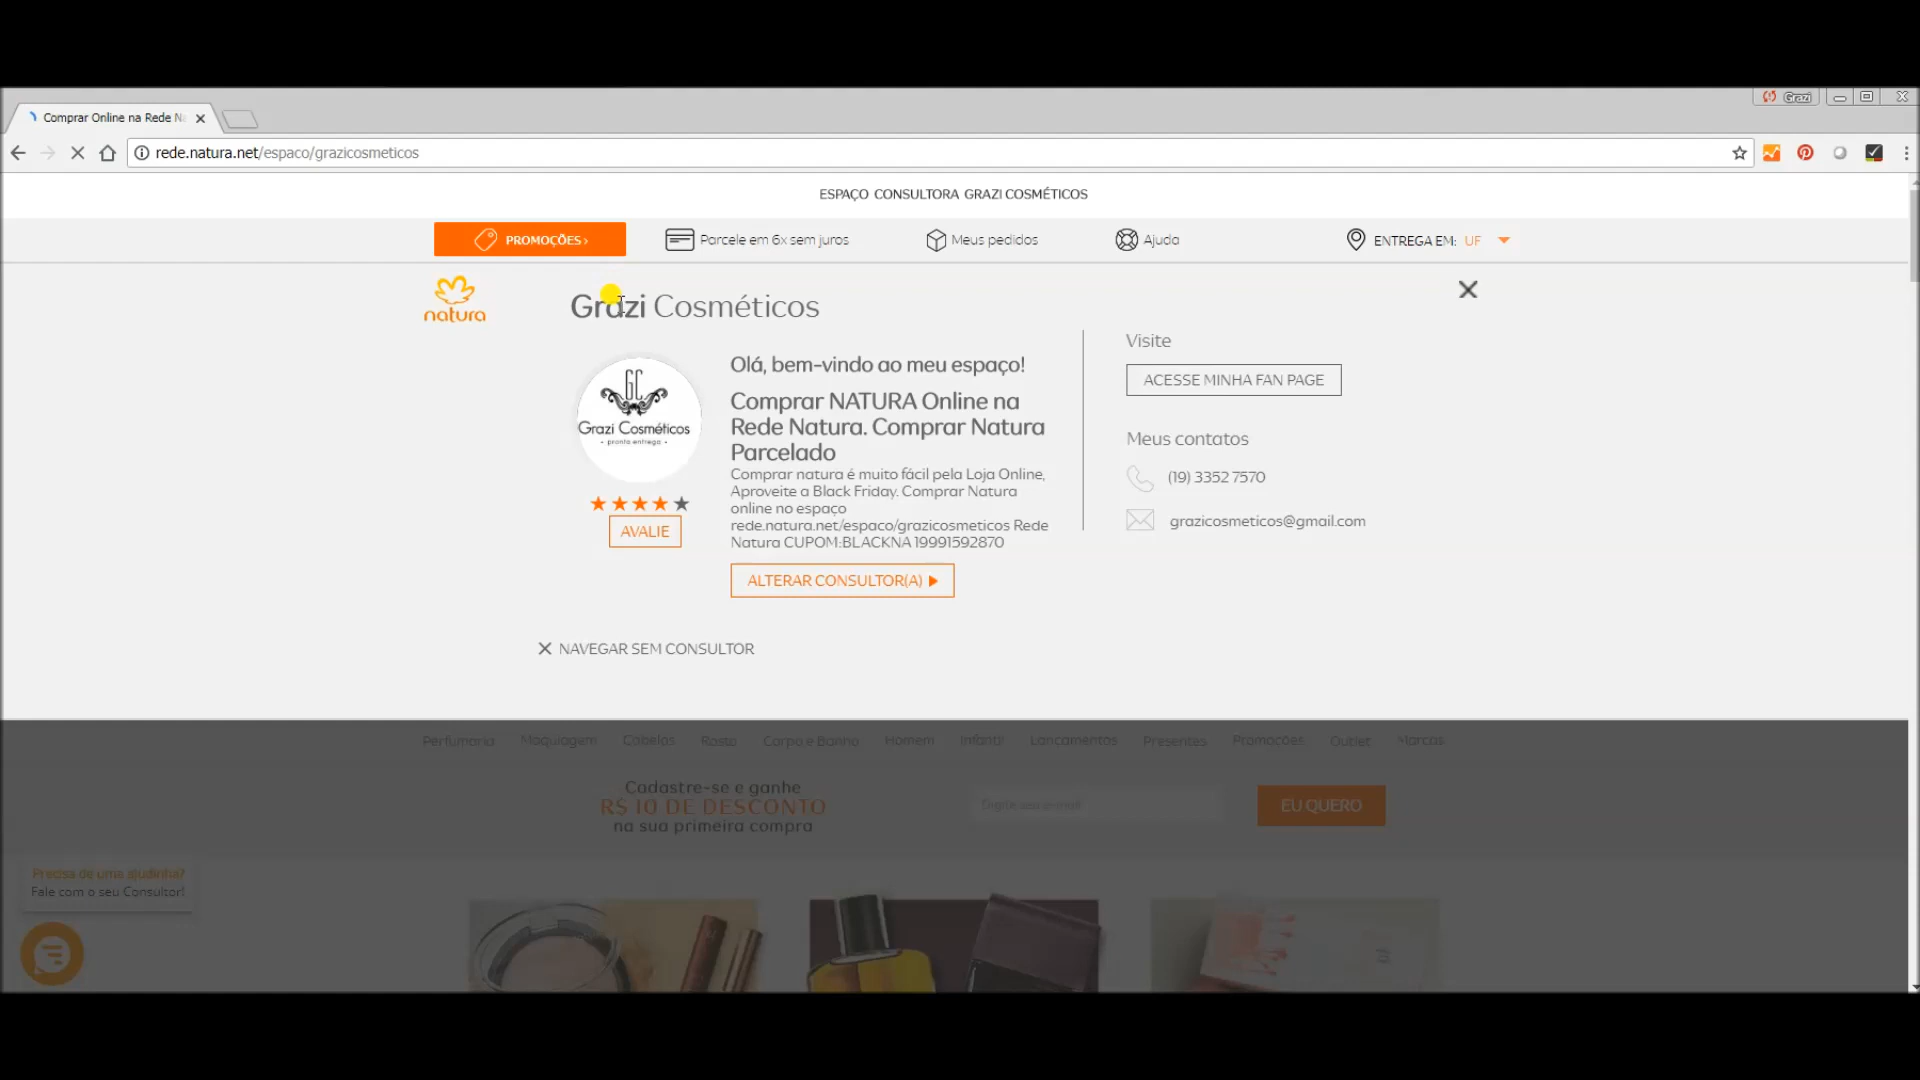 Comprar Online na Rede Na
Grazi
rede.natura.net/espaco/grazicosmeticos
ESPAÇO CONSULTORA GRAZI COSMÉTICOS
PROMOÇÕES ›
Parcele em 6x sem juros
Meus pedidos
Ajuda
ENTREGA EM: UF
natura
Grazi Cosméticos
GC
Grazi Cosméticos
- pronta entrega -
AVALIE
Olá, bem-vindo ao meu espaço!
Comprar NATURA Online na
Rede Natura. Comprar Natura
Parcelado
Comprar natura é muito fácil pela Loja Online,
Aproveite a Black Friday. Comprar Natura
online no espaço
rede.natura.net/espaco/grazicosmeticos Rede
Natura CUPOM:BLACKNA 19991592870
ALTERAR CONSULTOR(A)
Visite
ACESSE MINHA FAN PAGE
Meus contatos
(19) 3352 7570
grazicosmeticos@gmail.com
NAVEGAR SEM CONSULTOR
Perfumaria Maquiagem Cabelos Rosto Corpo e Banho Homem Infantil Lançamentos Presentes Promoções Outlet Marcas
Cadastre-se e ganhe
R$ 10 DE DESCONTO
na sua primeira compra
Digite seu e-mail
EU QUERO
Precisa de uma ajudinha?
Fale com o seu Consultor!